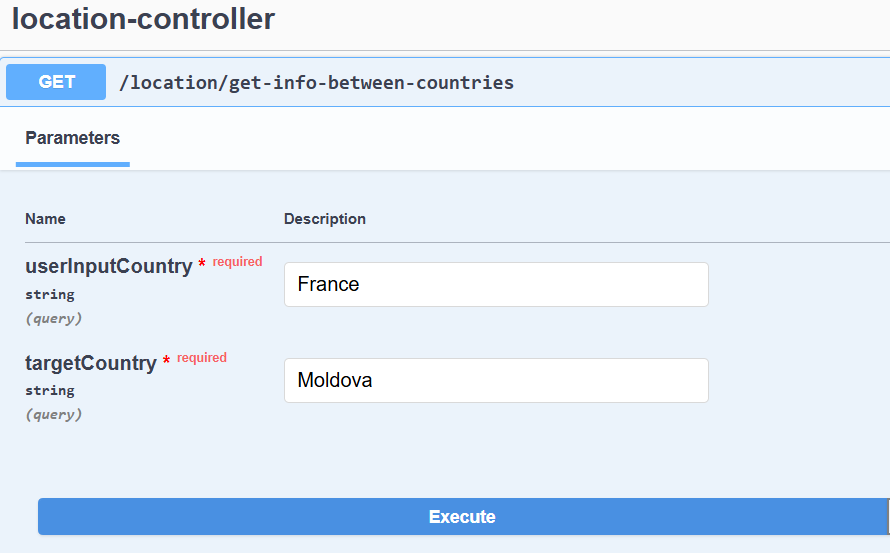 location-controller
GET /location/get-info-between-countries
Parameters
Name Description
userInputCountry * required
string
(query)
France
targetCountry * required
string
(query)
Moldova
Execute